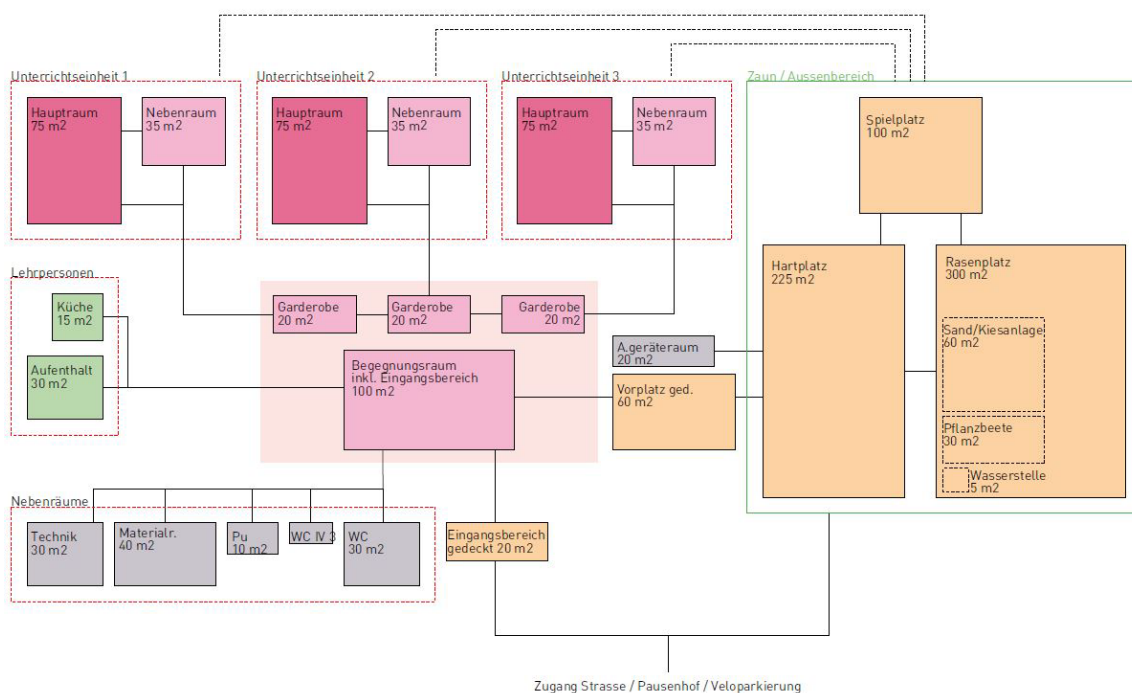 Unterrichtseinheit 1
Hauptraum
75 m2
Nebenraum
35 m2
Unterrichtseinheit 2
Hauptraum
75 m2
Nebenraum
35 m2
Unterrichtseinheit 3
Hauptraum
75 m2
Nebenraum
35 m2
Zaun / Aussenbereich
Spielplatz
100 m2
Hartplatz
225 m2
Rasenplatz
300 m2
Sand/Kiesanlage
60 m2
Pflanzbeete
30 m2
Wasserstelle
5 m2
Lehrpersonen
Küche
15 m2
Aufenthalt
30 m2
Garderobe
20 m2
Garderobe
20 m2
Garderobe
20 m2
Begegnungsraum
inkl. Eingangsbereich
100 m2
A.geräteraum
20 m2
Vorplatz ged.
60 m2
Nebenräume
Technik
30 m2
Materialr.
40 m2
Pu
10 m2
WC IV 3
WC
30 m2
Eingangsbereich
gedeckt 20 m2
Zugang Strasse / Pausenhof / Veloparkierung